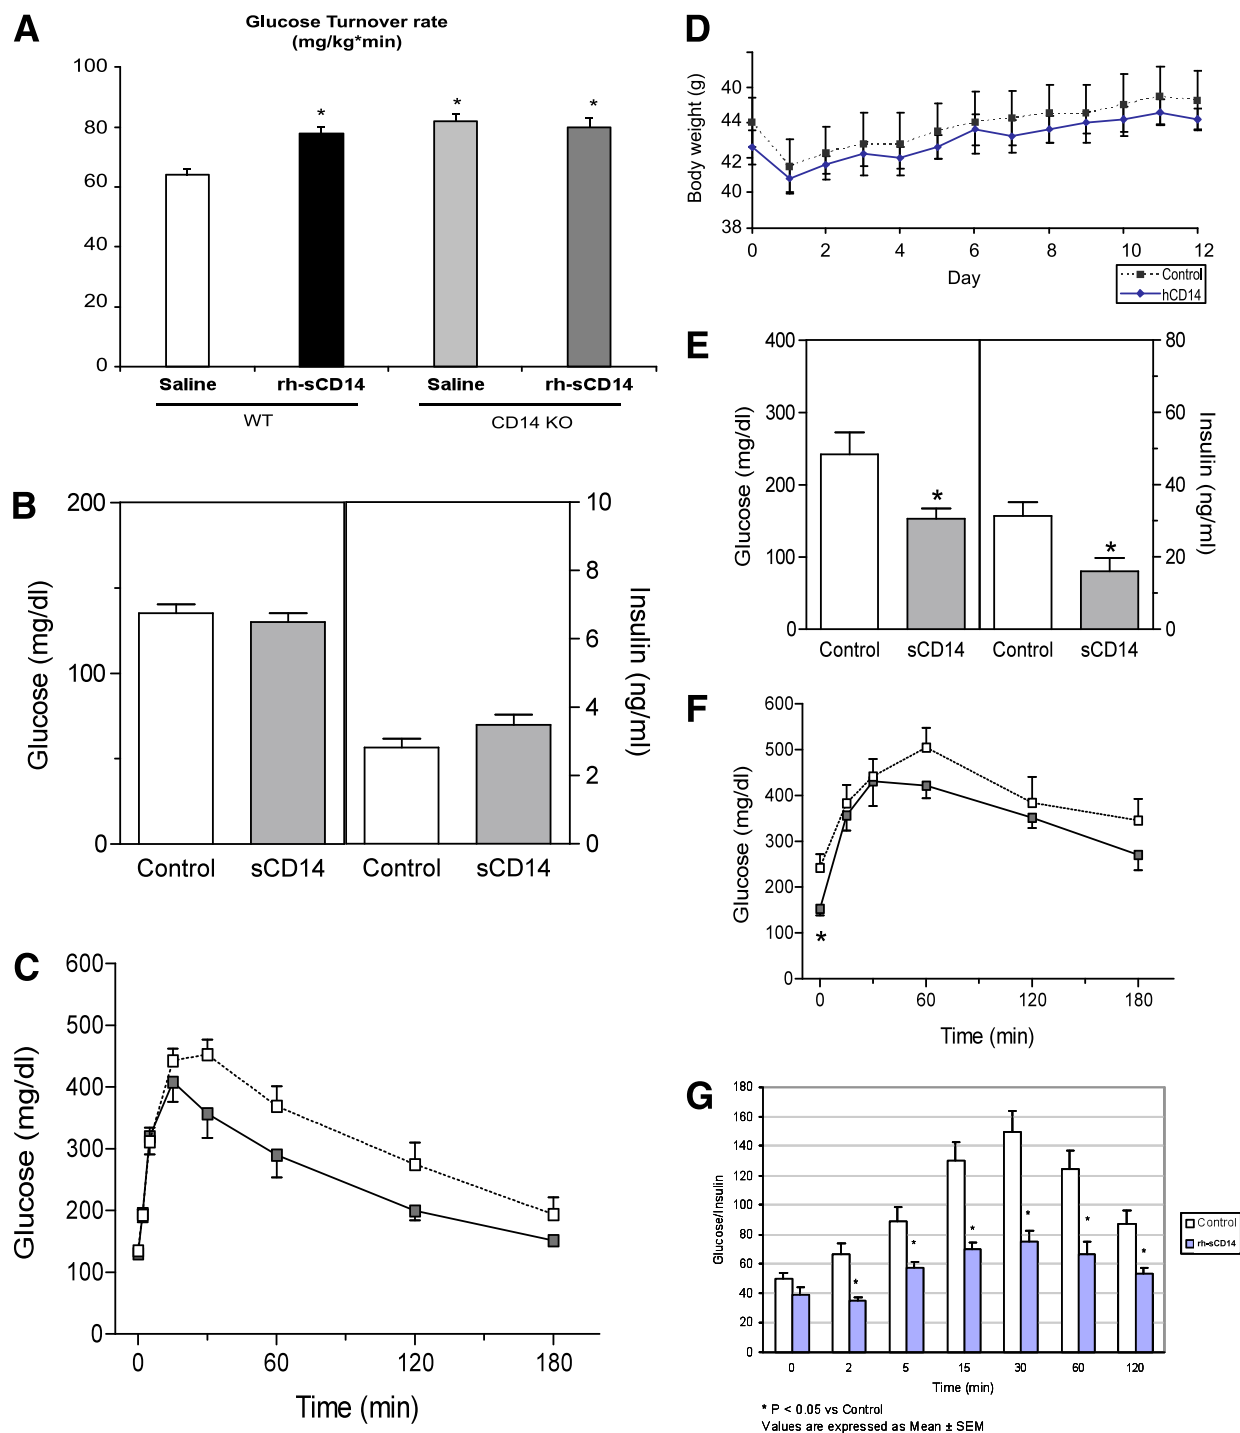 A
Glucose Turnover rate
(mg/kg*min)
100
80
60
40
20
0
*
*
*
Saline
rh-sCD14
Saline
rh-sCD14
WT
CD14 KO
B
200
100
0
Glucose (mg/dl)
10
8
6
4
2
0
Insulin (ng/ml)
Control
sCD14
Control
sCD14
C
600
500
400
300
200
100
0
Glucose (mg/dl)
0
60
120
180
Time (min)
D
40
44
42
40
38
Body weight (g)
0
2
4
6
8
10
12
Day
Control
hCD14
E
400
300
200
100
0
Glucose (mg/dl)
80
60
40
20
0
Insulin (ng/ml)
*
*
Control
sCD14
Control
sCD14
F
600
500
400
300
200
100
0
Glucose (mg/dl)
*
0
60
120
180
Time (min)
G
180
160
140
120
100
80
60
40
20
0
Glucose/Insulin
*
*
*
*
*
*
0
2
5
15
30
60
120
Time (min)
Control
rh-sCD14
* P < 0.05 vs Control
Values are expressed as Mean ± SEM